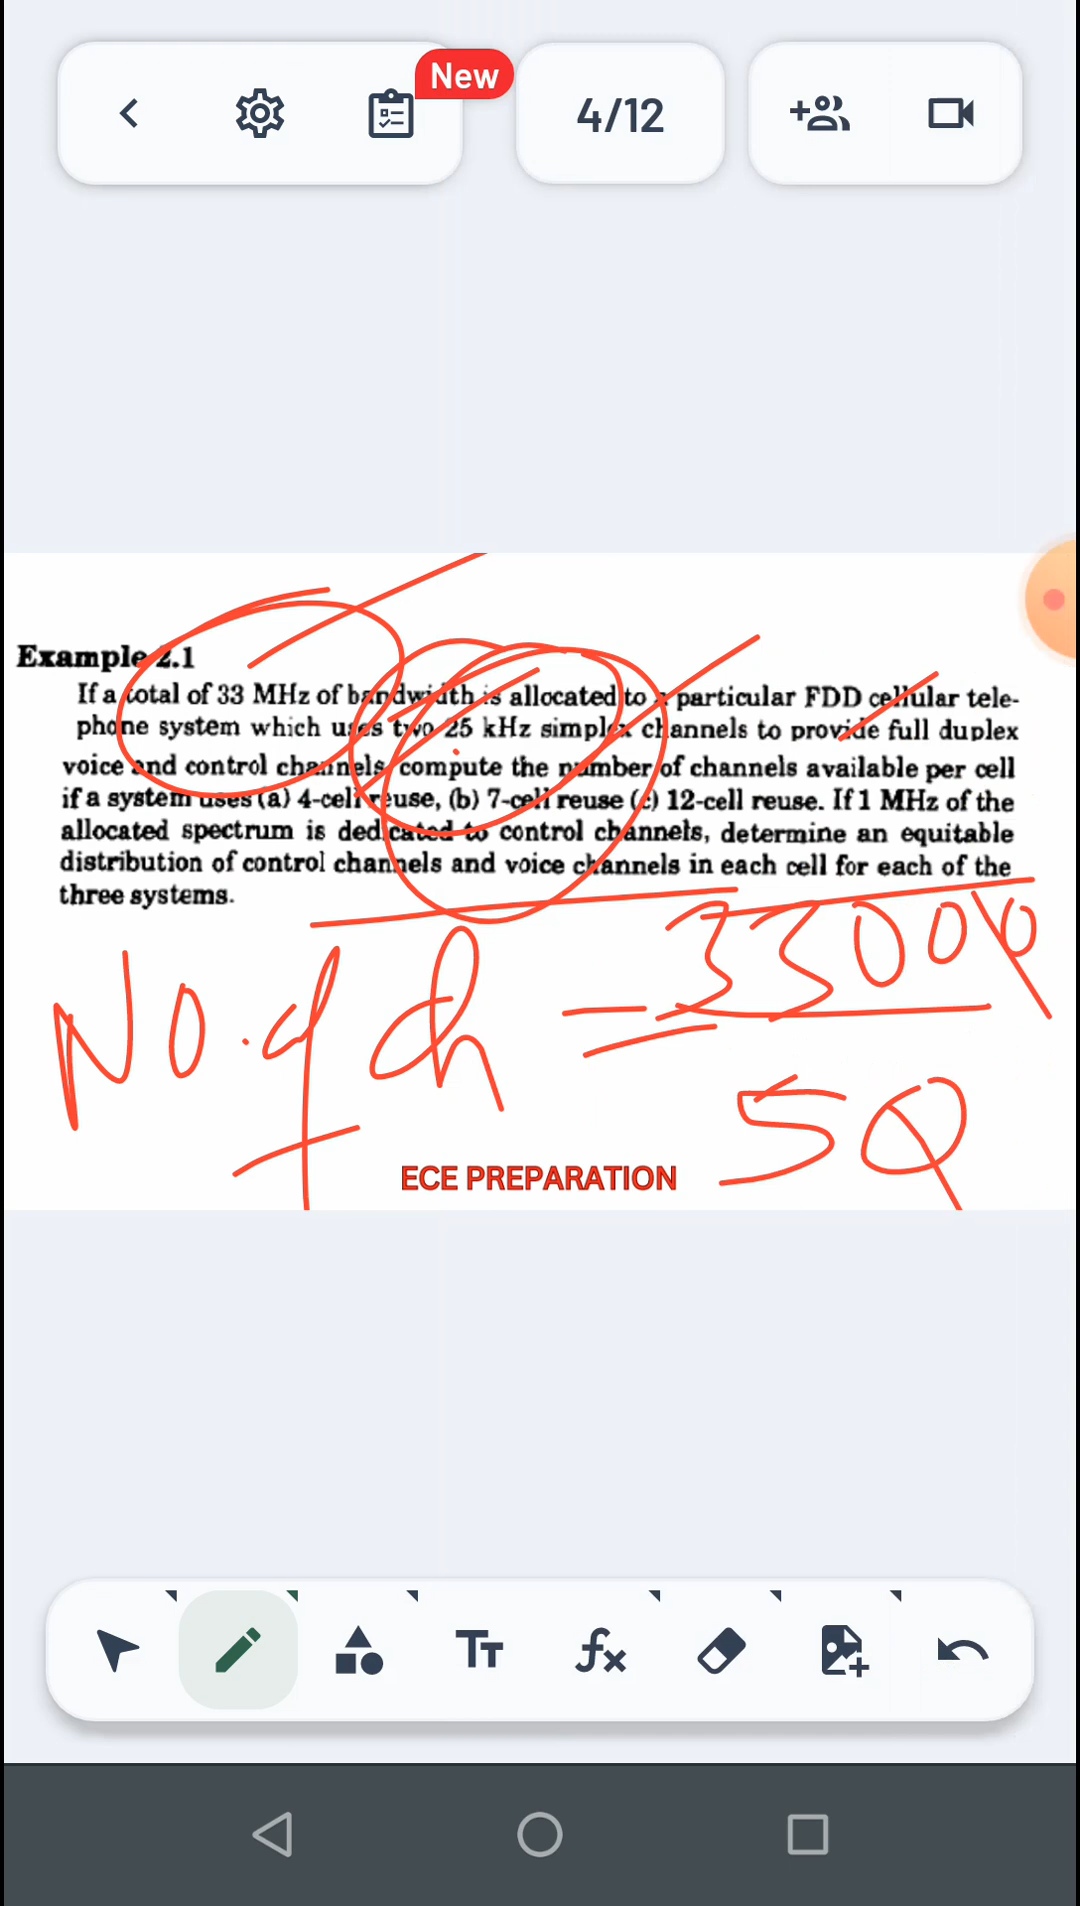 New
4/12
Example 2.1
If a total of 33 MHz of bandwidth is allocated to a particular FDD cellular tele-
phone system which uses two 25 kHz simplex channels to provide full duplex
voice and control channels, compute the number of channels available per cell
if a system uses (a) 4-cell reuse, (b) 7-cell reuse (c) 12-cell reuse. If 1 MHz of the
allocated spectrum is dedicated to control channels, determine an equitable
distribution of control channels and voice channels in each cell for each of the
three systems.
No. of ch = 33000
50
ECE PREPARATION
Tт
fx